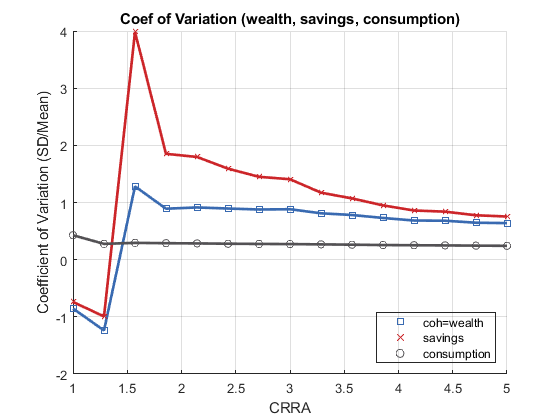 Coef of Variation (wealth, savings, consumption)
Coefficient of Variation (SD/Mean)
4
3
2
1
0
-1
-2
1
1.5
2
2.5
3
3.5
4
4.5
5
CRRA
coh=wealth
savings
consumption